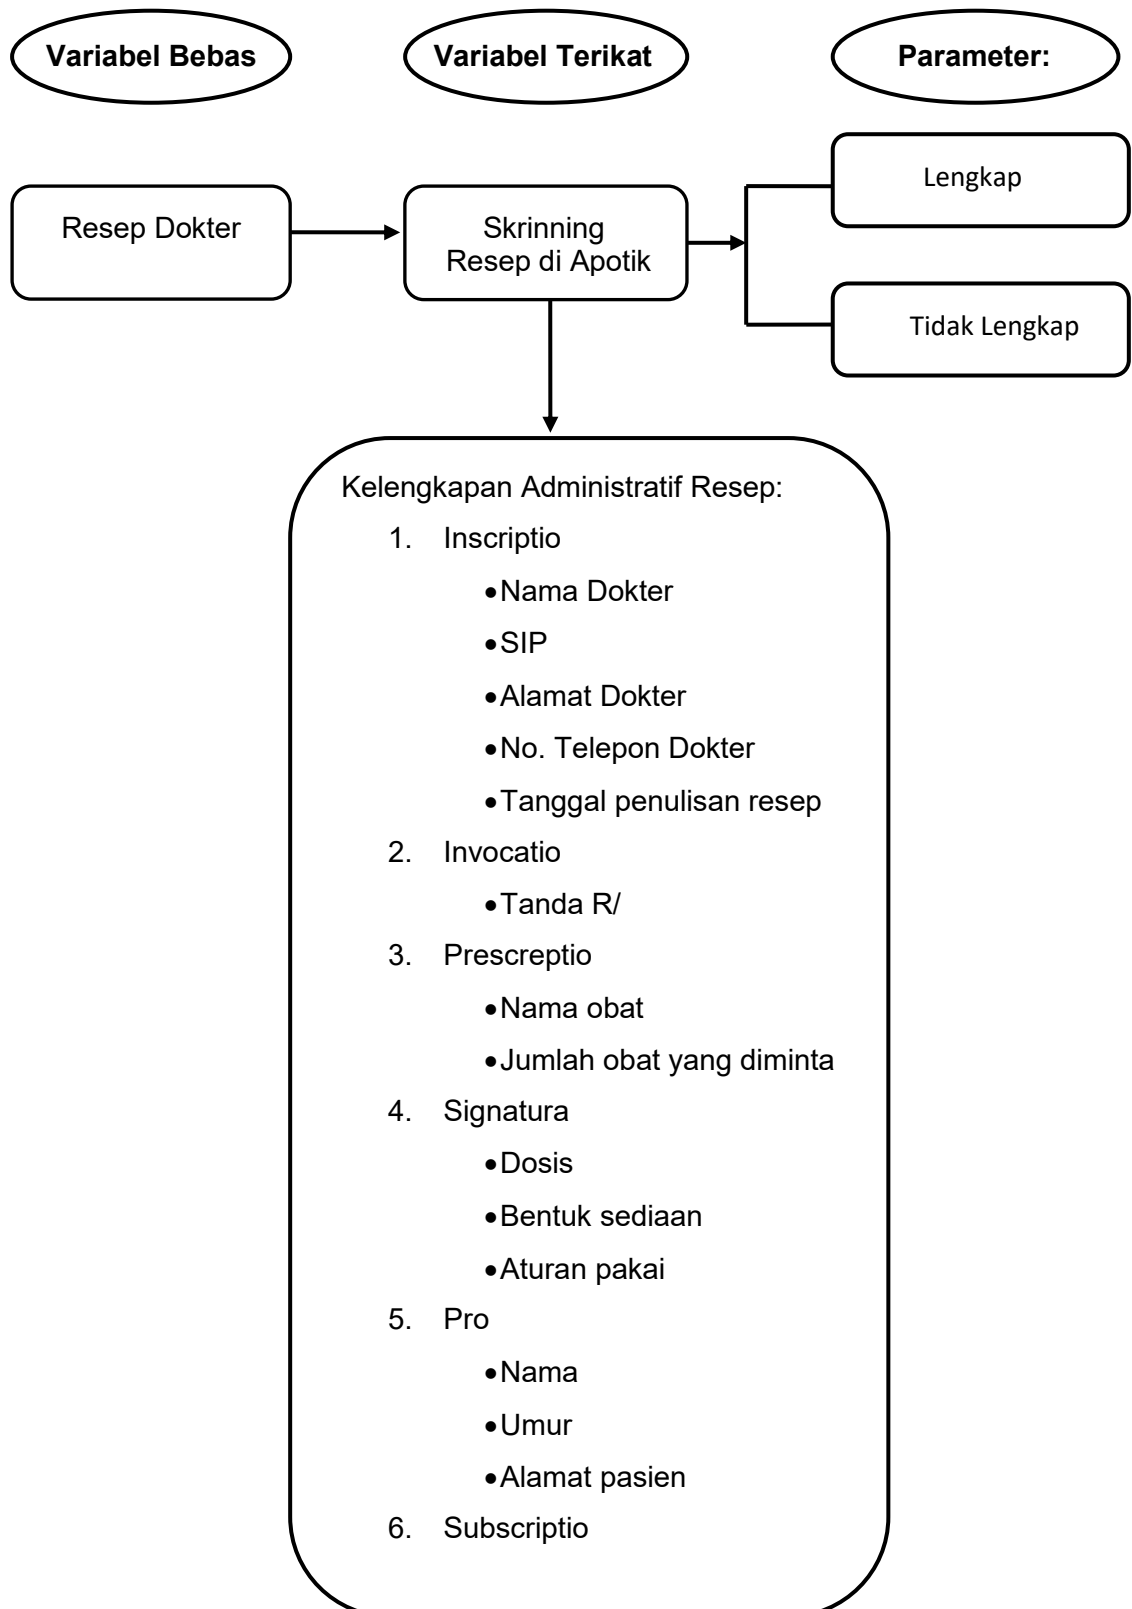 Variabel Bebas
Variabel Terikat
Parameter:
Resep Dokter
Skrinning
Resep di Apotik
Lengkap
Tidak Lengkap
Kelengkapan Administratif Resep:
1. Inscriptio
•Nama Dokter
•SIP
•Alamat Dokter
•No. Telepon Dokter
•Tanggal penulisan resep
2. Invocatio
•Tanda R/
3. Prescreptio
•Nama obat
•Jumlah obat yang diminta
4. Signatura
•Dosis
•Bentuk sediaan
•Aturan pakai
5. Pro
•Nama
•Umur
•Alamat pasien
6. Subscriptio